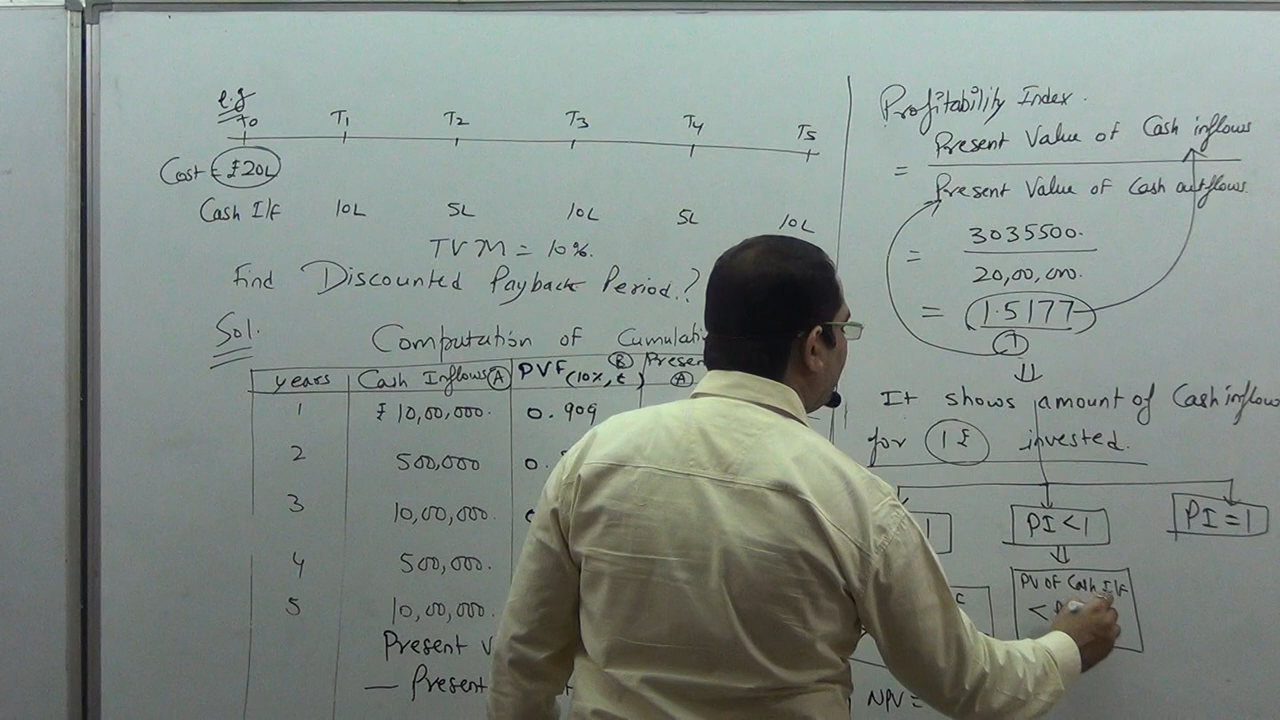 e.g
T0 T1 T2 T3 T4 T5
Cost ₹20L
Cash I/F 10L 5L 10L 5L 10L
TVM = 10%.
Find Discounted Payback Period.?
Sol.
Computation of Cumulati
years Cash Inflows (A) PVF(10%, t) (B) Presen
(A)
1 ₹ 10,00,000. 0.909
2 500,000 0.
3 10,00,000
4 500,000.
5 10,00,000.
Present v
— Present
Profitability Index.
= Present Value of Cash inflows
Present Value of Cash outflows.
= 3035500.
20,00,000.
= 1.5177
1
⇓
It shows amount of Cash inflow
for 1₹ invested.
1 PI < 1 PI = 1
⇓
PV of Cash I/F
< P
NPV =